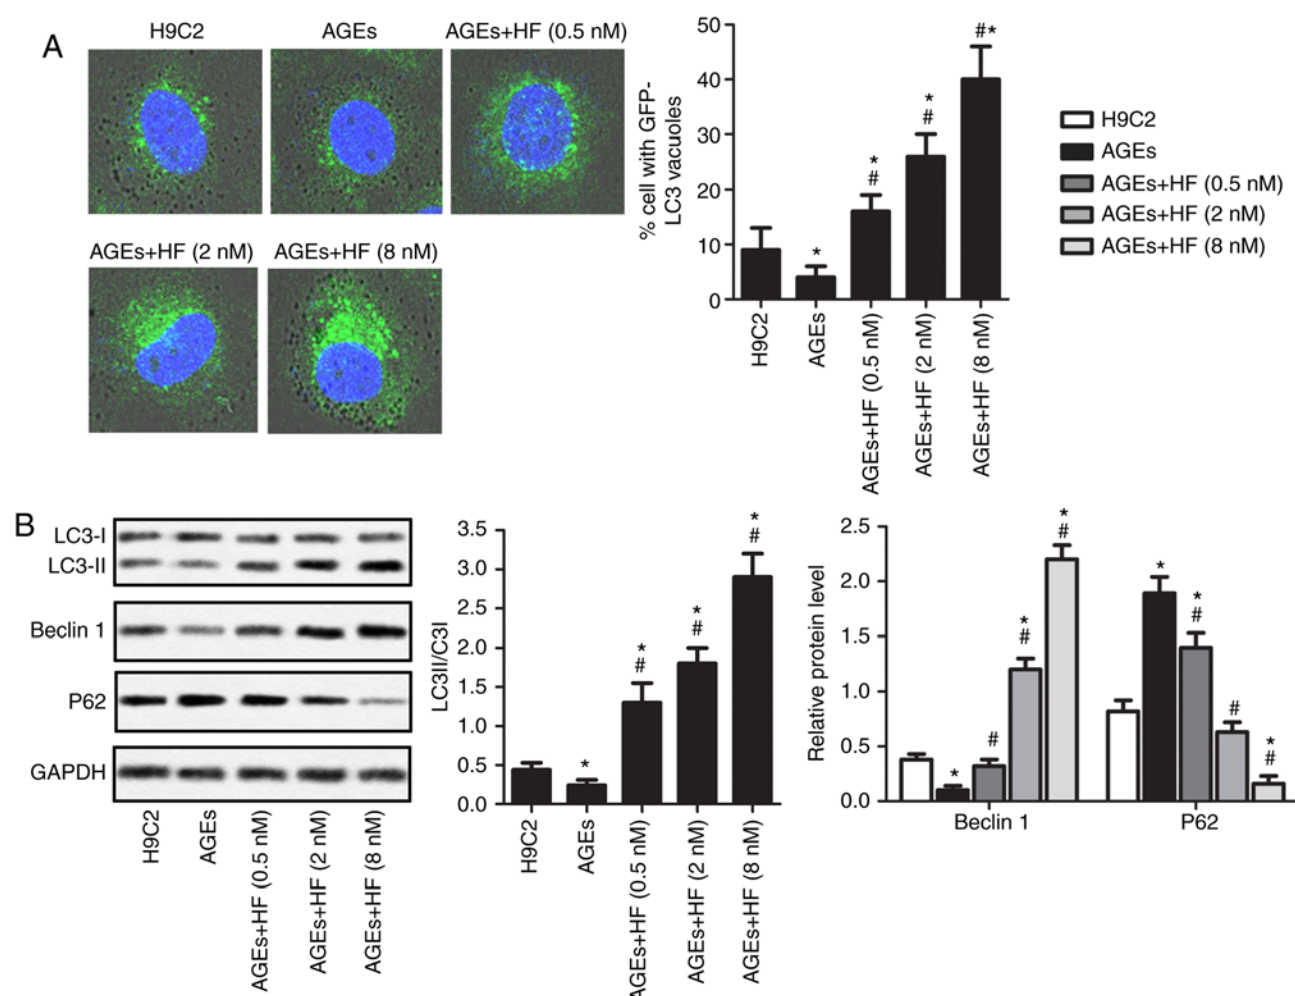 A
H9C2
AGEs
AGEs+HF (0.5 nM)
AGEs+HF (2 nM)
AGEs+HF (8 nM)
% cell with GFP-
LC3 vacuoles
50
40
30
20
10
0
*
*
#
*
#
#*
H9C2
AGEs
AGEs+HF (0.5 nM)
AGEs+HF (2 nM)
AGEs+HF (8 nM)
H9C2
AGEs
AGEs+HF (0.5 nM)
AGEs+HF (2 nM)
AGEs+HF (8 nM)
B
LC3-I
LC3-II
Beclin 1
P62
GAPDH
H9C2
AGEs
AGEs+HF (0.5 nM)
AGEs+HF (2 nM)
AGEs+HF (8 nM)
LC3II/C3I
3.5
3.0
2.5
2.0
1.5
1.0
0.5
0.0
*
*
#
*
#
*
#
H9C2
AGEs
AGEs+HF (0.5 nM)
AGEs+HF (2 nM)
AGEs+HF (8 nM)
Relative protein level
2.5
2.0
1.5
1.0
0.5
0.0
*
#
*
#
*
#
*
*
#
#
*
#
Beclin 1
P62